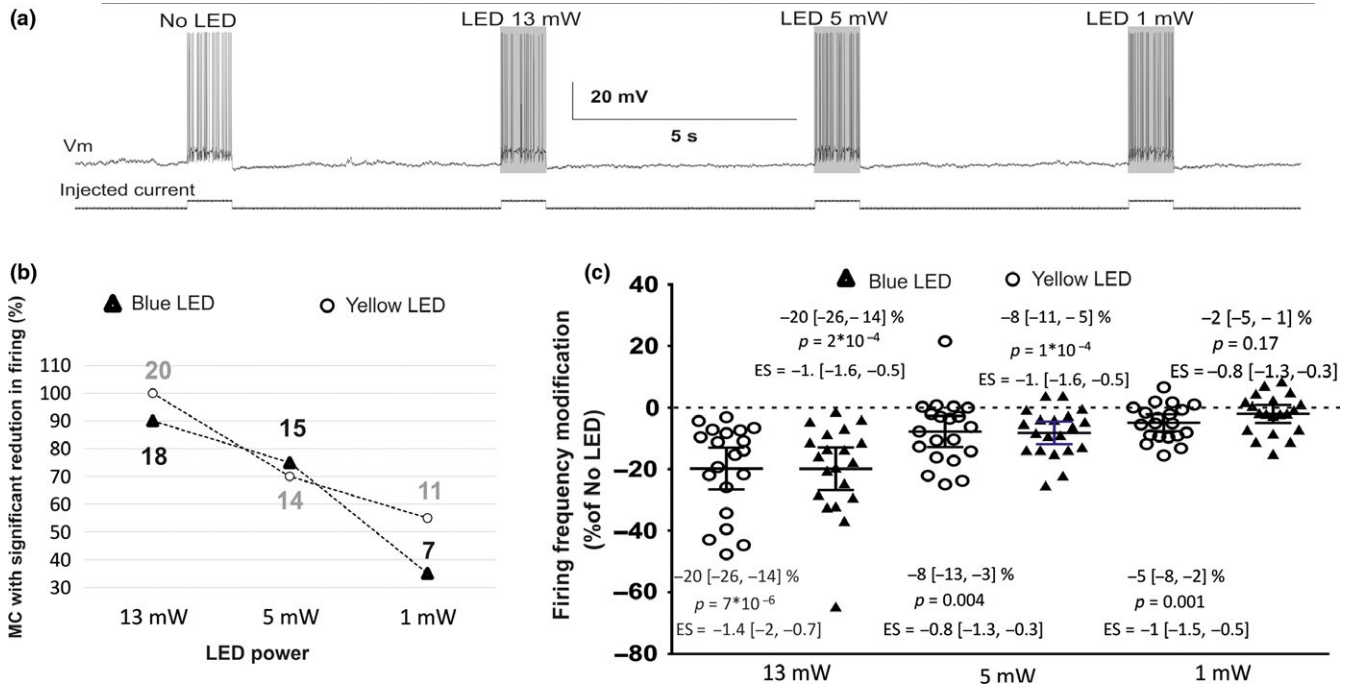 (a)
No LED
LED 13 mW
LED 5 mW
LED 1 mW
20 mV
5 s
Vm
Injected current
(b)
Blue LED
Yellow LED
MC with significant redution in firing (%)
110
100
90
80
70
60
50
40
30
20
18
15
14
11
7
13 mW
5 mW
1 mW
LED power
(c)
Blue LED
Yellow LED
Firing frequency modification
(%of No LED)
40
20
0
−20
−40
−60
−80
−20 [−26,− 14] %
p = 2*10 −4
ES = −1. [−1.6, −0.5]
−8 [−11, − 5] %
p = 1*10 −4
ES = −1. [−1.6, −0.5]
−2 [−5, − 1] %
p = 0.17
ES = −0.8 [−1.3, −0.3]
−20 [−26, −14] %
p = 7*10 −6
ES = −1.4 [−2, −0.7]
−8 [−13, −3] %
p = 0.004
ES = −0.8 [−1.3, −0.3]
−5 [−8, −2] %
p = 0.001
ES = −1 [−1.5, −0.5]
13 mW
5 mW
1 mW